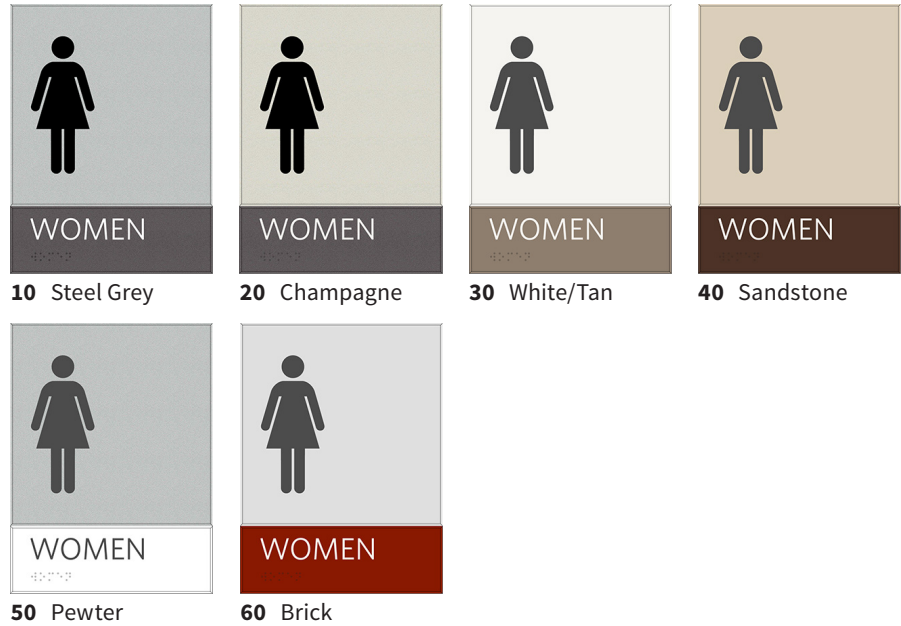 WOMEN
WOMEN
WOMEN
WOMEN
10 Steel Grey
20 Champagne
30 White/Tan
40 Sandstone
WOMEN
WOMEN
50 Pewter
60 Brick